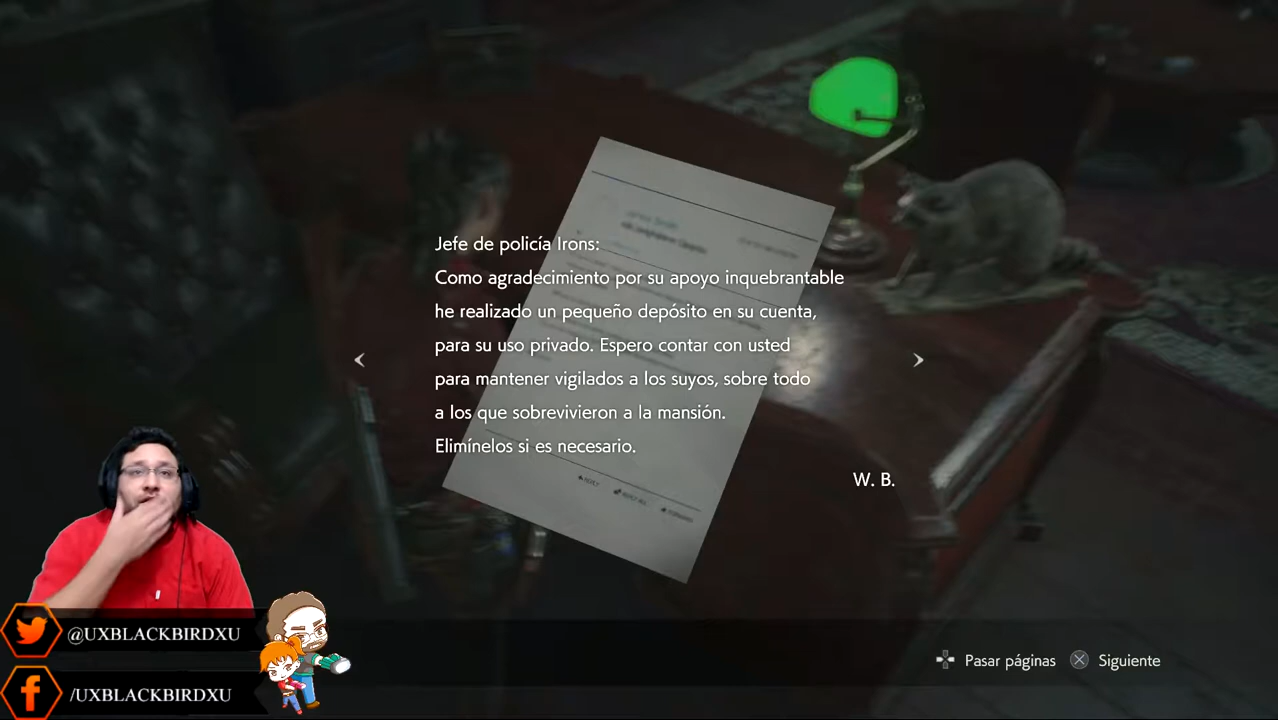 Jefe de policía Irons:
Como agradecimiento por su apoyo inquebrantable
he realizado un pequeño depósito en su cuenta,
para su uso privado. Espero contar con usted
para mantener vigilados a los suyos, sobre todo
a los que sobrevivieron a la mansión.
Elimínelos si es necesario.
W. B.
@UXBLACKBIRDXU
/UXBLACKBIRDXU
Pasar páginas
Siguiente